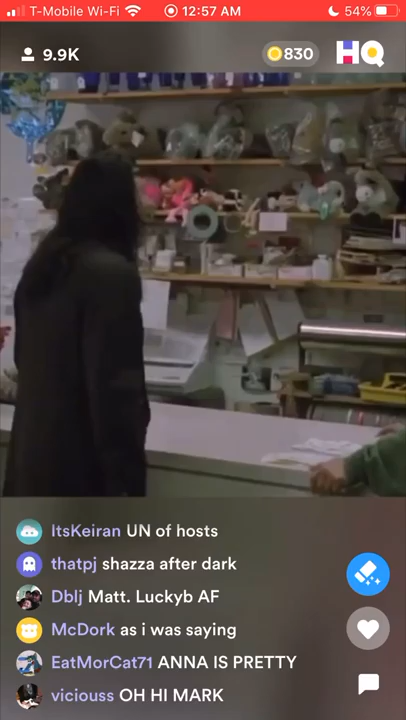 T-Mobile Wi-Fi 12:57 AM 54%
9.9K 830 HQ
ItsKeiran UN of hosts
thatpj shazza after dark
Dblj Matt. Luckyb AF
McDork as i was saying
EatMorCat71 ANNA IS PRETTY
viciouss OH HI MARK